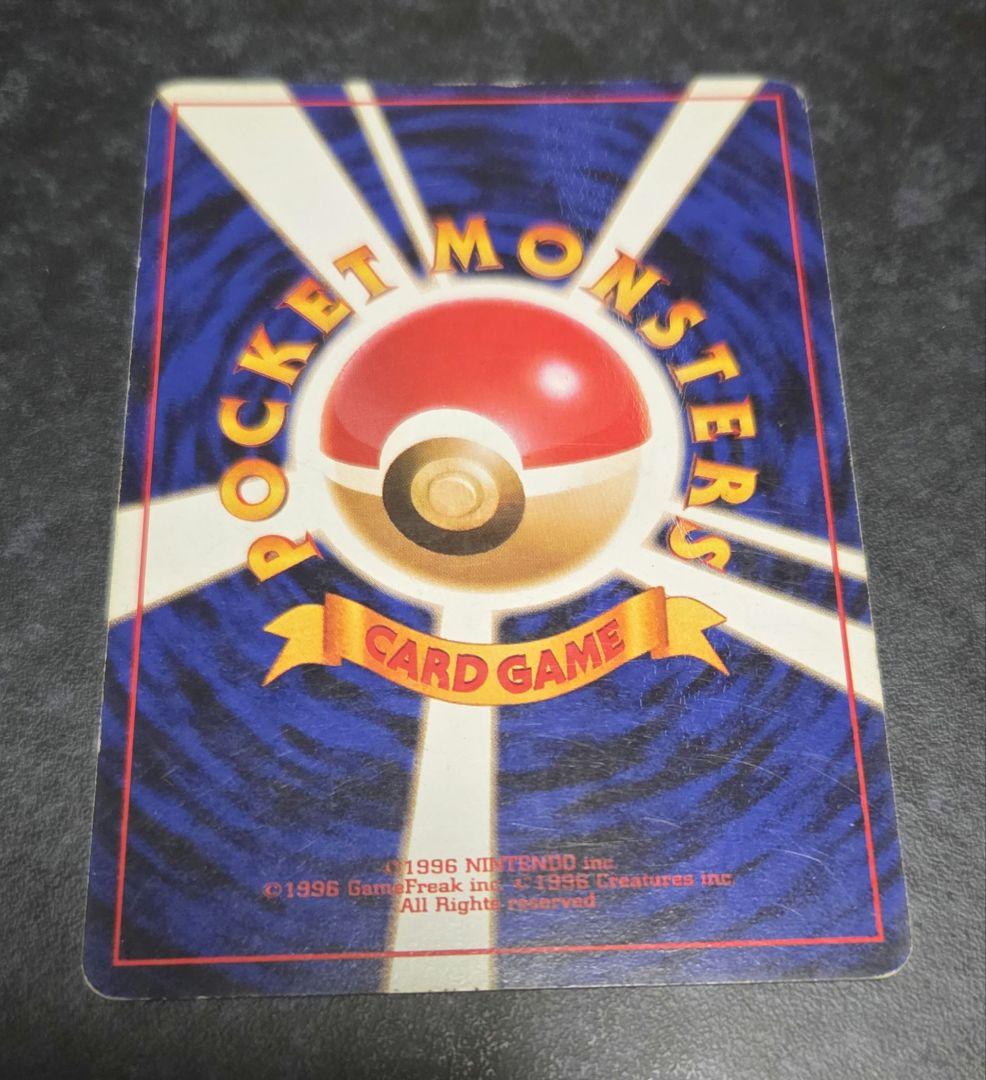 POCKET MONSTERS
CARD GAME
©1996 NINTENDO inc.
©1996 GameFreak inc. ©1996 Creatures inc.
All Rights reserved